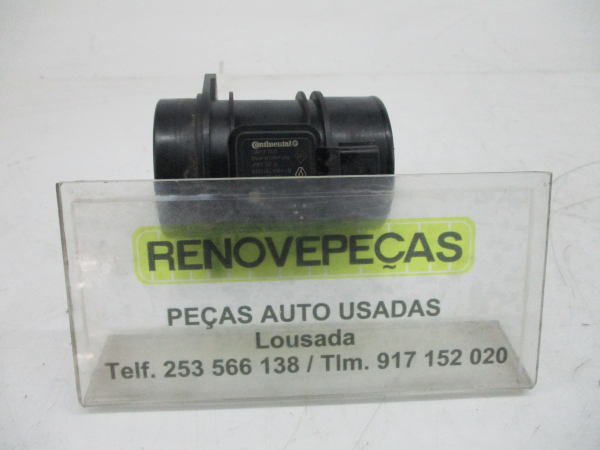 Continental
RENOVEPEÇAS
PEÇAS AUTO USADAS
Lousada
Telf. 253 566 138 / Tlm. 917 152 020